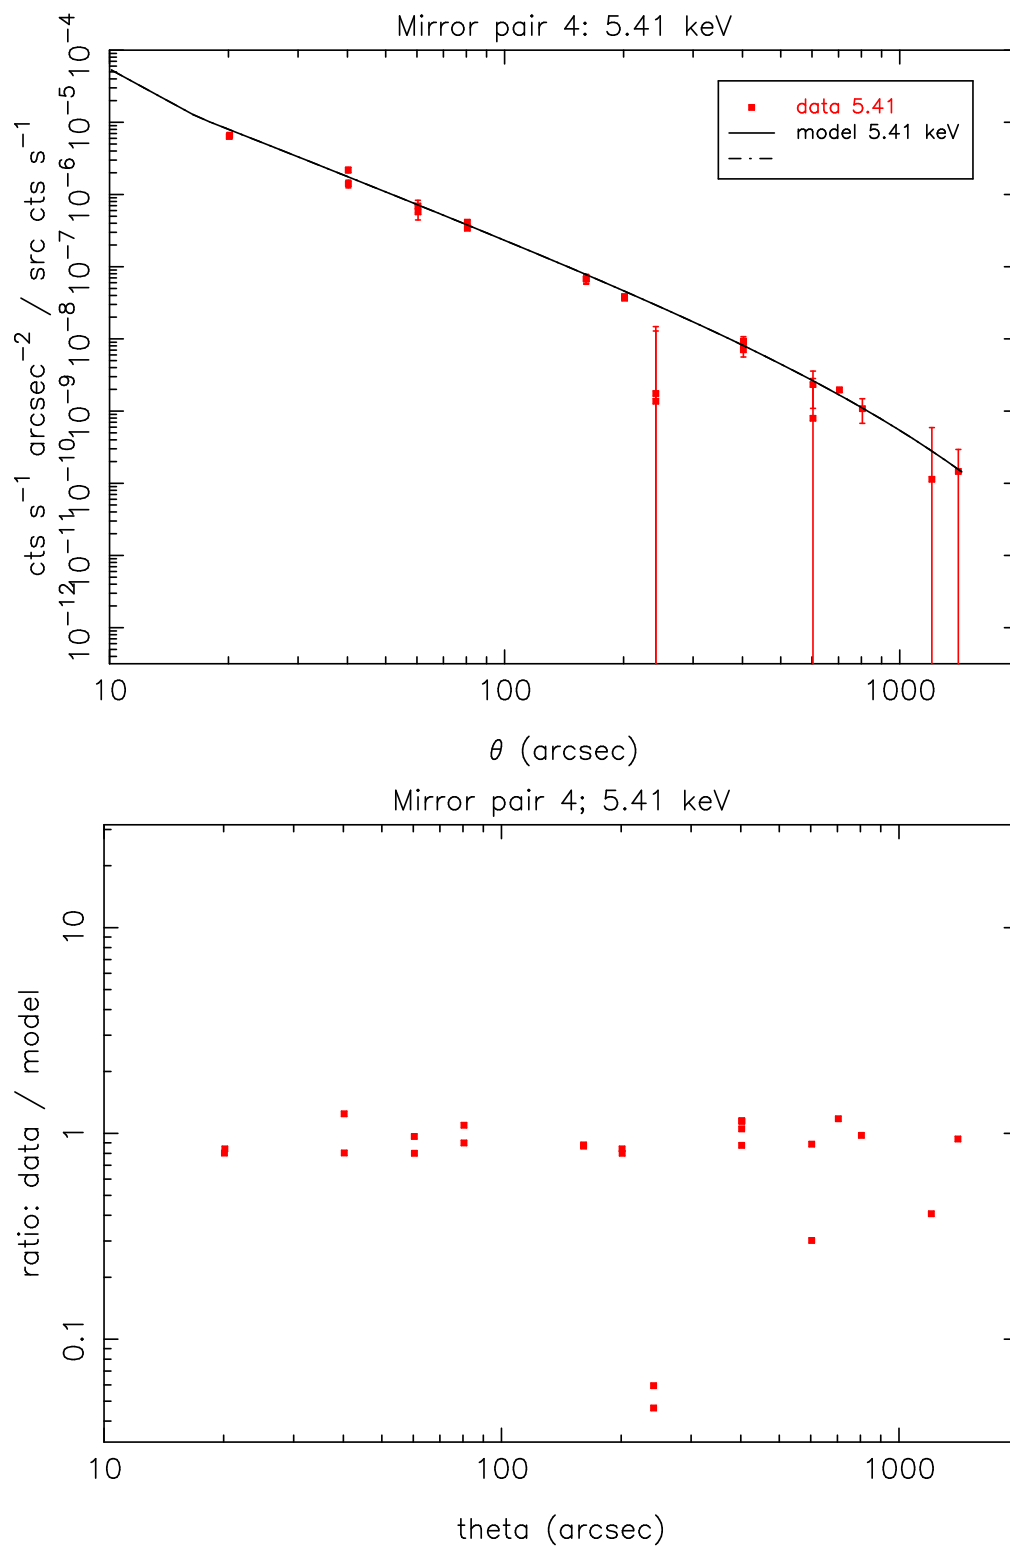 Mirror pair 4: 5.41 keV
cts s−1 arcsec−2 / src cts s−1
10−4
10−5
10−6
10−7
10−8
10−9
10−10
10−11
10−12
data 5.41
model 5.41 keV
10 100 1000
θ (arcsec)
Mirror pair 4; 5.41 keV
ratio: data / model
10
1
0.1
10 100 1000
theta (arcsec)